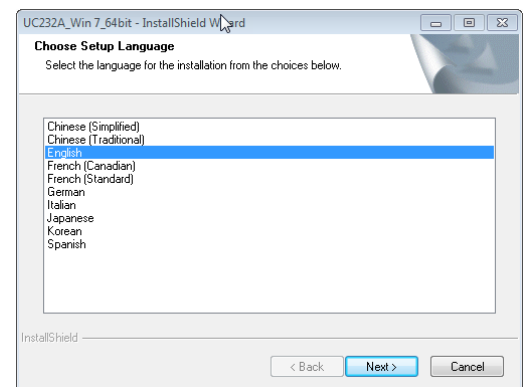 UC232A_Win 7_64bit - InstallShield Wizard
Choose Setup Language
Select the language for the installation from the choices below.
Chinese (Simplified)
Chinese (Traditional)
English
French (Canadian)
French (Standard)
German
Italian
Japanese
Korean
Spanish
InstallShield
< Back
Next >
Cancel